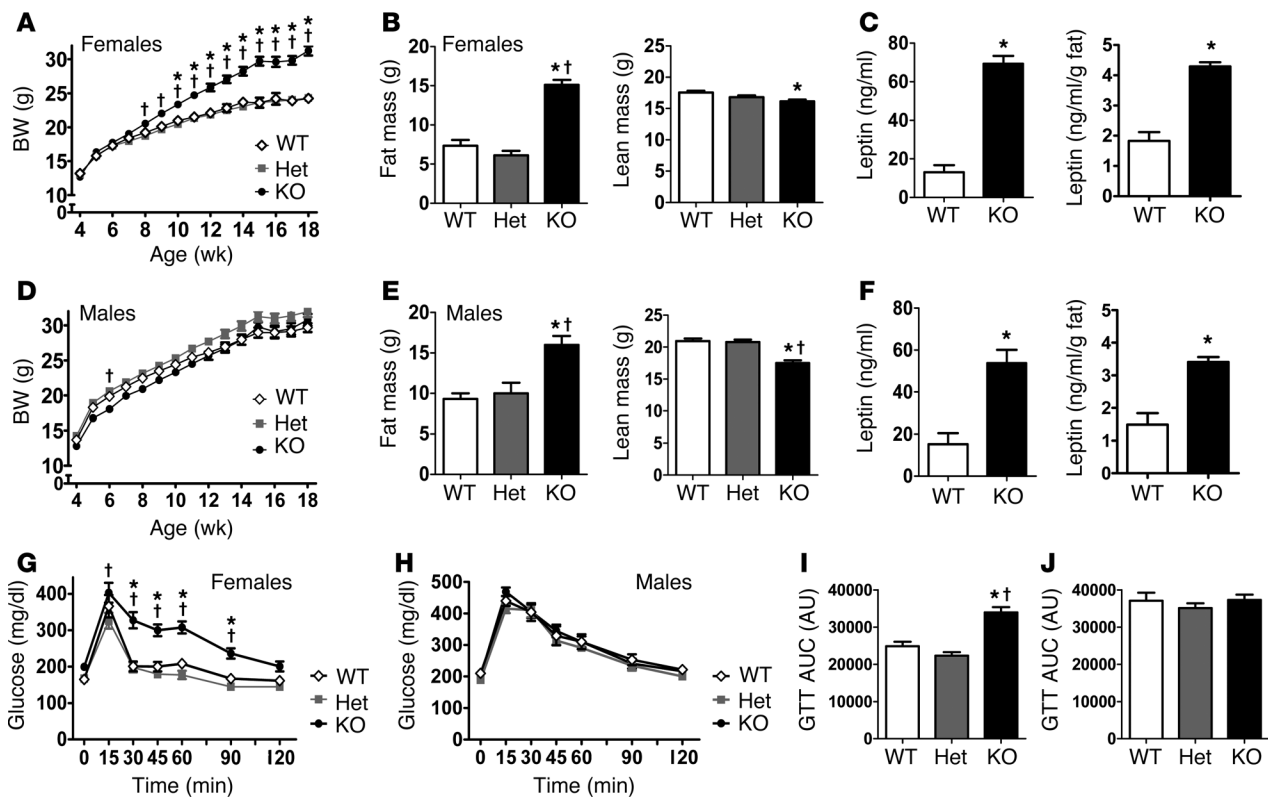 A
Females
BW (g)
30
25
20
15
10
0
* * * * * * * * *
† † † † † † † † † † †
WT
Het
KO
4 6 8 10 12 14 16 18
Age (wk)
B
Females
Fat mass (g)
20
15
10
5
0
*†
WT Het KO
Lean mass (g)
25
20
15
10
5
0
*
WT Het KO
C
Leptin (ng/ml)
80
60
40
20
0
*
WT KO
Leptin (ng/ml/g fat)
5
4
3
2
1
0
*
WT KO
D
Males
BW (g)
30
25
20
15
10
0
†
WT
Het
KO
4 6 8 10 12 14 16 18
Age (wk)
E
Males
Fat mass (g)
20
15
10
5
0
*†
WT Het KO
Lean mass (g)
25
20
15
10
5
0
*†
WT Het KO
F
Leptin (ng/ml)
80
60
40
20
0
*
WT KO
Leptin (ng/ml/g fat)
5
4
3
2
1
0
*
WT KO
G
Females
Glucose (mg/dl)
400
300
200
100
0
* * * *
† † † † †
WT
Het
KO
0 15 30 45 60 90 120
Time (min)
H
Males
Glucose (mg/dl)
500
400
300
200
100
0
WT
Het
KO
0 15 30 45 60 90 120
Time (min)
I
GTT AUC (AU)
40000
30000
20000
10000
0
*†
WT Het KO
J
GTT AUC (AU)
40000
30000
20000
10000
0
WT Het KO